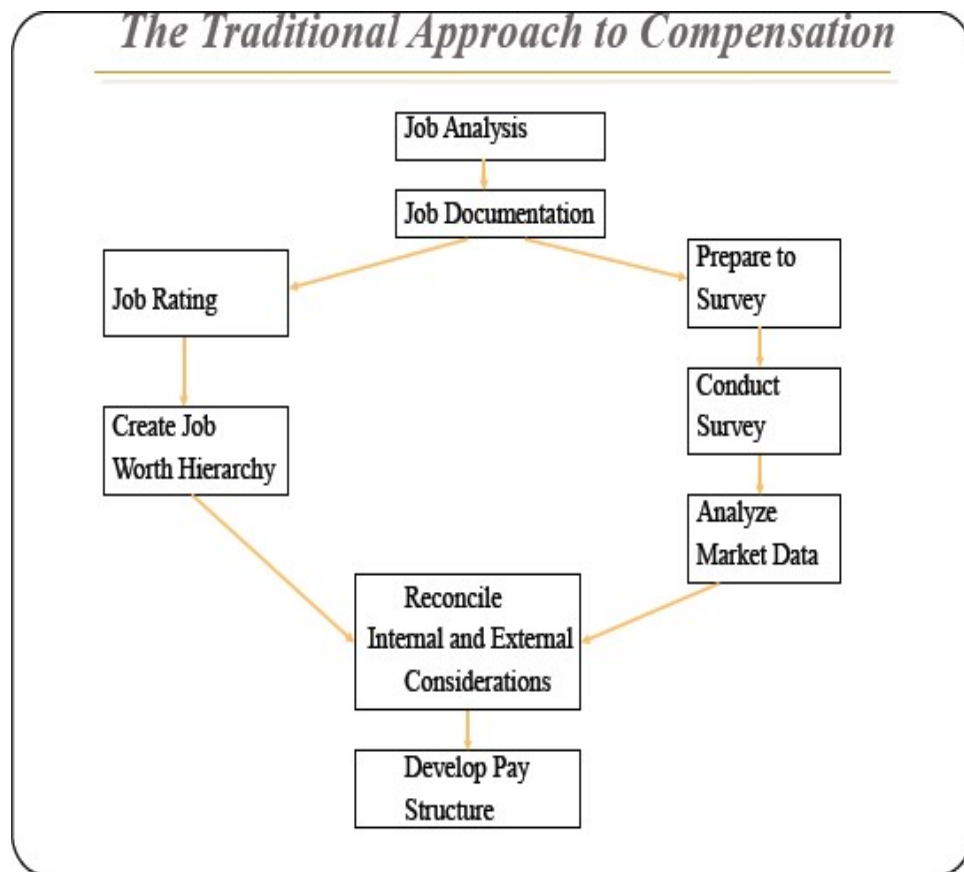 The Traditional Approach to Compensation
Job Analysis
Job Documentation
Job Rating
Create Job
Worth Hierarchy
Prepare to
Survey
Conduct
Survey
Analyze
Market Data
Reconcile
Internal and External
Considerations
Develop Pay
Structure